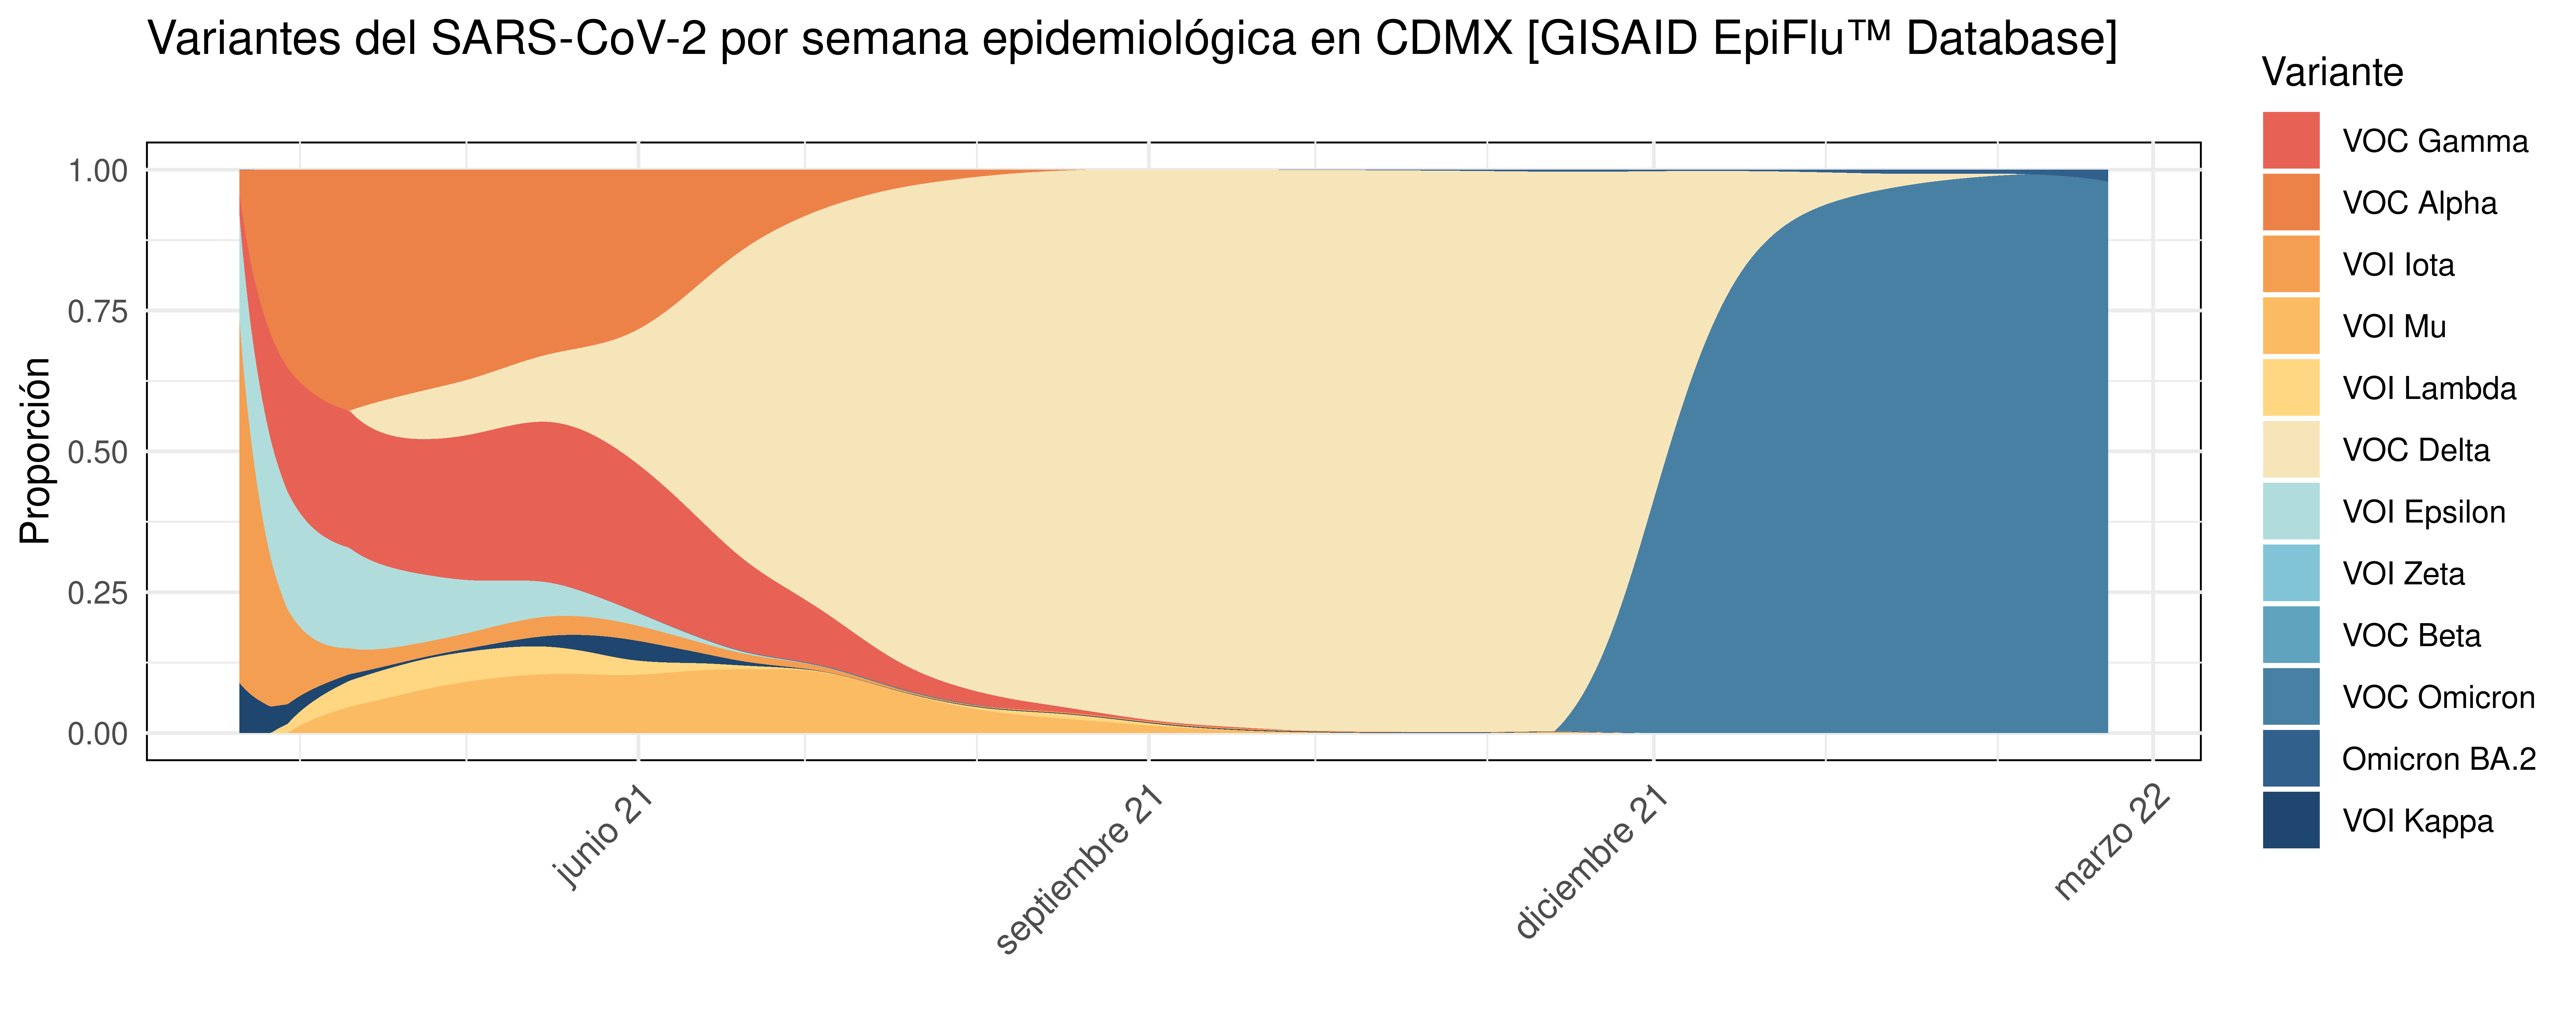 Variantes del SARS-CoV-2 por semana epidemiológica en CDMX [GISAID EpiFlu™ Database]
Proporción
1.00
0.75
0.50
0.25
0.00
junio 21
septiembre 21
diciembre 21
marzo 22
Variante
VOC Gamma
VOC Alpha
VOI Iota
VOI Mu
VOI Lambda
VOC Delta
VOI Epsilon
VOI Zeta
VOC Beta
VOC Omicron
Omicron BA.2
VOI Kappa